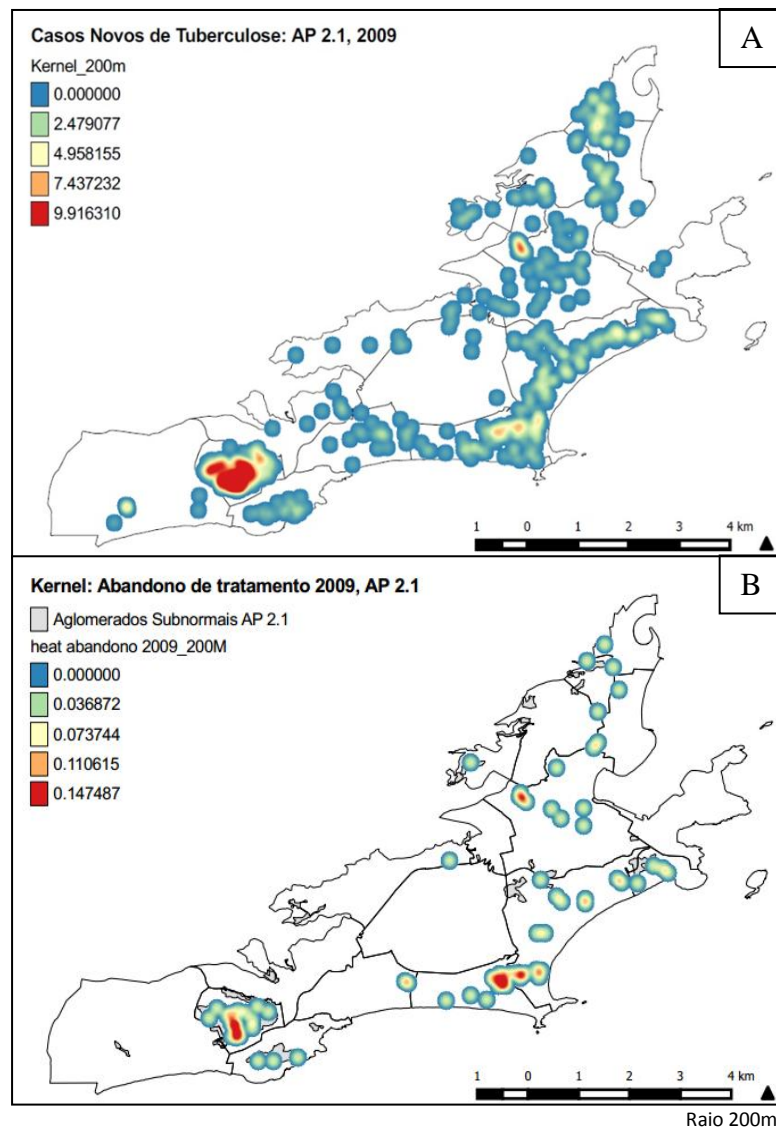 Casos Novos de Tuberculose: AP 2.1, 2009
A
Kernel_200m
0.000000
2.479077
4.958155
7.437232
9.916310
1 0 1 2 3 4 km
Kernel: Abandono de tratamento 2009, AP 2.1
B
Aglomerados Subnormais AP 2.1
heat abandono 2009_200M
0.000000
0.036872
0.073744
0.110615
0.147487
1 0 1 2 3 4 km
Raio 200m